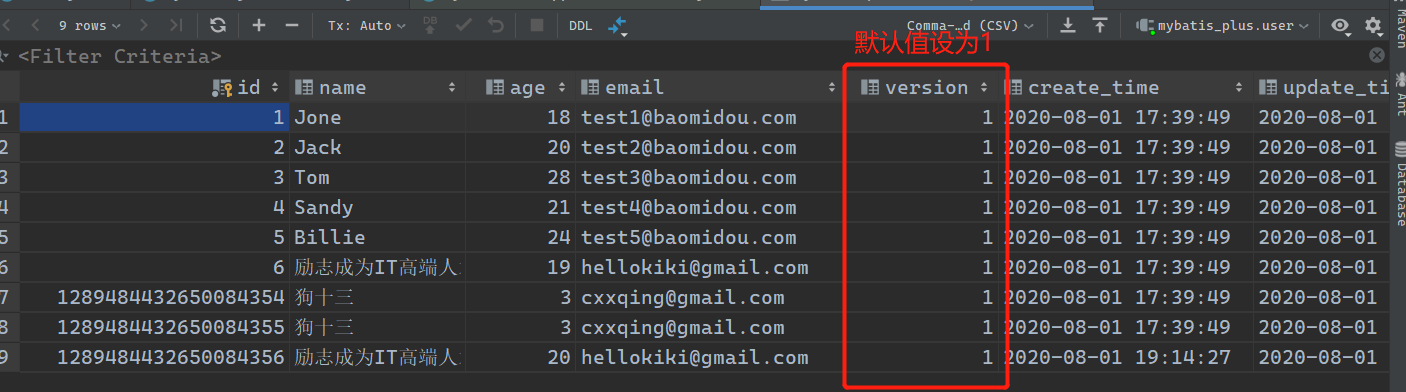 9 rows Tx: Auto DB DDL Comma-…d (CSV) mybatis_plus.user
默认值设为1
<Filter Criteria>
id name age email version create_time update_ti
1 1 Jone 18 test1@baomidou.com 1 2020-08-01 17:39:49 2020-08-01
2 2 Jack 20 test2@baomidou.com 1 2020-08-01 17:39:49 2020-08-01
3 3 Tom 28 test3@baomidou.com 1 2020-08-01 17:39:49 2020-08-01
4 4 Sandy 21 test4@baomidou.com 1 2020-08-01 17:39:49 2020-08-01
5 5 Billie 24 test5@baomidou.com 1 2020-08-01 17:39:49 2020-08-01
6 6 励志成为IT高端人 19 hellokiki@gmail.com 1 2020-08-01 17:39:49 2020-08-01
7 1289484432650084354 狗十三 3 cxxqing@gmail.com 1 2020-08-01 17:39:49 2020-08-01
8 1289484432650084355 狗十三 3 cxxqing@gmail.com 1 2020-08-01 17:39:49 2020-08-01
9 1289484432650084356 励志成为IT高端人 20 hellokiki@gmail.com 1 2020-08-01 19:14:27 2020-08-01
Maven
Ant
Database